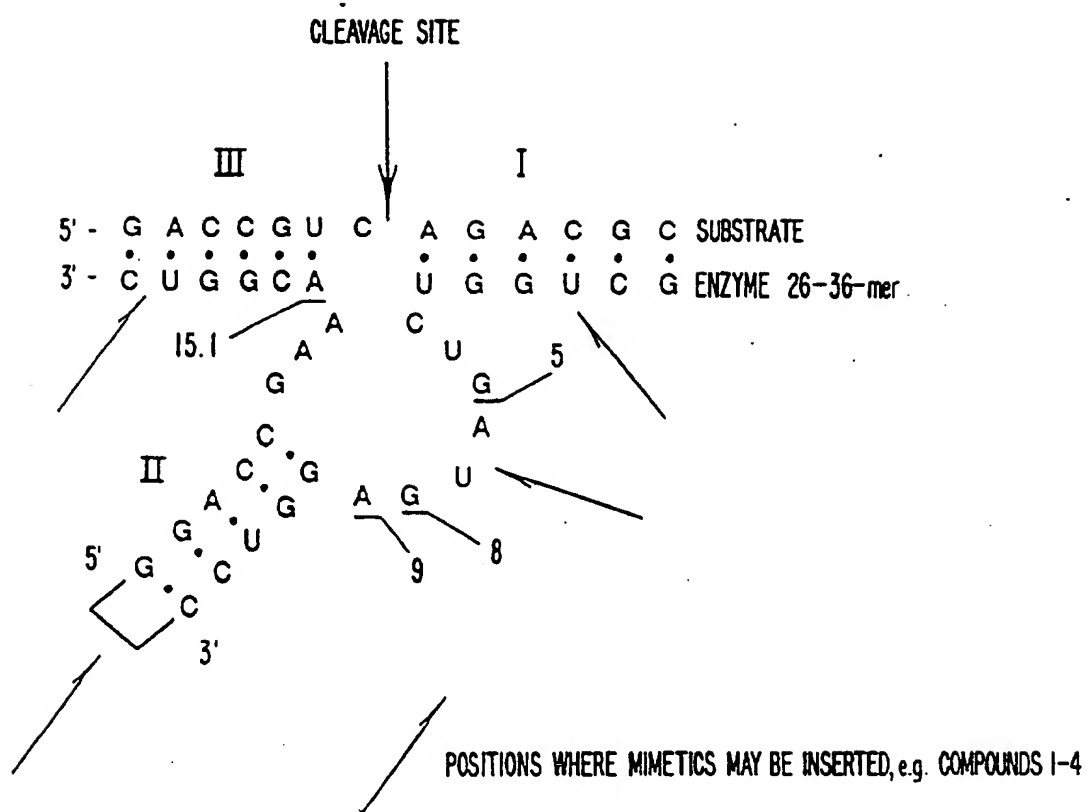 CLEAVAGE SITE
III I
5' - G A C C G U C A G A C G C SUBSTRATE
3' - C U G G C A U G G U C G ENZYME 26-36-mer
15.1 A C
A U 5
G G
C A
II C G U
A G A G
G U 9 8
5' G C
C
3'
POSITIONS WHERE MIMETICS MAY BE INSERTED, e.g. COMPOUNDS 1-4